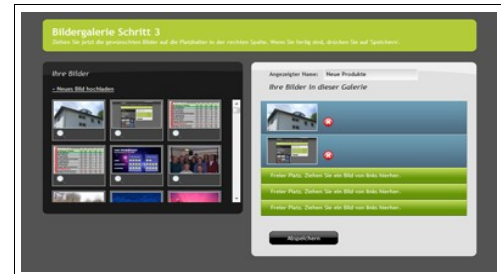 Bildergalerie Schritt 3
Ziehen Sie jetzt die gewünschten Bilder auf die Platzhalter in der rechten Spalte. Wenn Sie fertig sind, drücken Sie auf Speichern.
Ihre Bilder
- Neues Bild hochladen
Angezeigter Name: Neue Produkte
Ihre Bilder in dieser Galerie
Freier Platz. Ziehen Sie ein Bild von links hierher.
Freier Platz. Ziehen Sie ein Bild von links hierher.
Freier Platz. Ziehen Sie ein Bild von links hierher.
Abspeichern